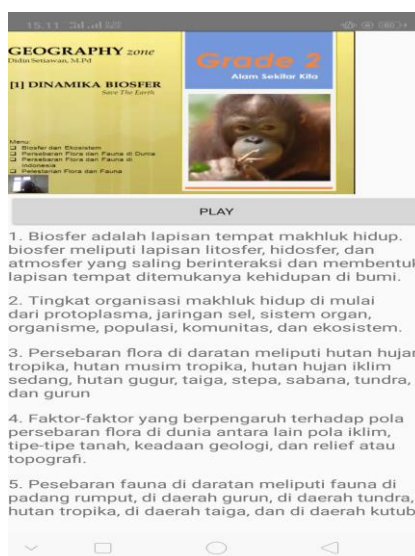 15.11
GEOGRAPHY zone
Didin Setiawan, M.Pd
[1] DINAMIKA BIOSFER
Save The Earth
Menu:
Biosfer dan Ekosistem
Persebaran Flora dan Fauna di Dunia
Persebaran Flora dan Fauna di
indonesia
Pelestarian Flora dan Fauna
Grade 2
Alam Sekitar Kita
PLAY
1. Biosfer adalah lapisan tempat makhluk hidup.
biosfer meliputi lapisan litosfer, hidosfer, dan
atmosfer yang saling berinteraksi dan membentuk
lapisan tempat ditemukanya kehidupan di bumi.
2. Tingkat organisasi makhluk hidup di mulai
dari protoplasma, jaringan sel, sistem organ,
organisme, populasi, komunitas, dan ekosistem.
3. Persebaran flora di daratan meliputi hutan hujan
tropika, hutan musim tropika, hutan hujan iklim
sedang, hutan gugur, taiga, stepa, sabana, tundra,
dan gurun
4. Faktor-faktor yang berpengaruh terhadap pola
persebaran flora di dunia antara lain pola iklim,
tipe-tipe tanah, keadaan geologi, dan relief atau
topografi.
5. Pesebaran fauna di daratan meliputi fauna di
padang rumput, di daerah gurun, di daerah tundra,
hutan tropika, di daerah taiga, dan di daerah kutub